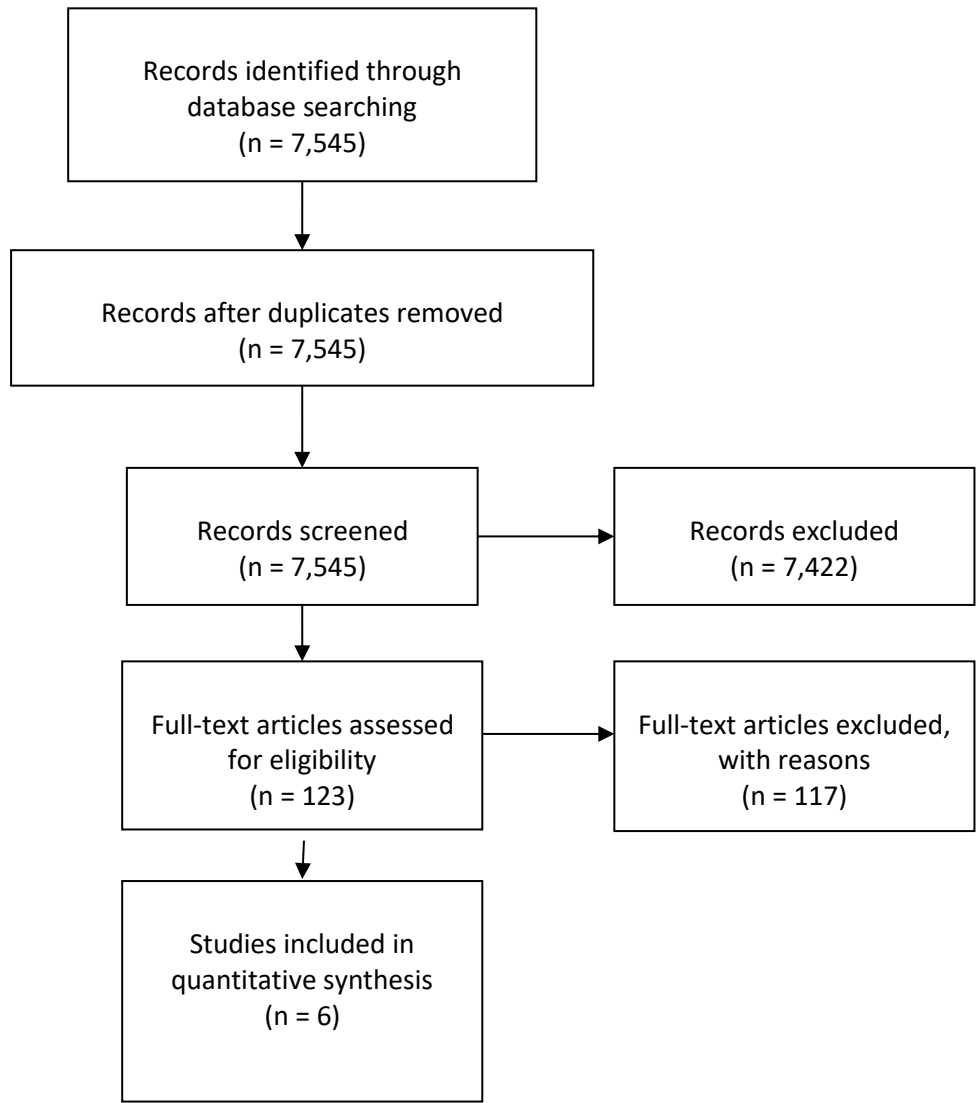 Records identified through
database searching
(n = 7,545)
Records after duplicates removed
(n = 7,545)
Records screened
(n = 7,545)
Records excluded
(n = 7,422)
Full-text articles assessed
for eligibility
(n = 123)
Full-text articles excluded,
with reasons
(n = 117)
Studies included in
quantitative synthesis
(n = 6)